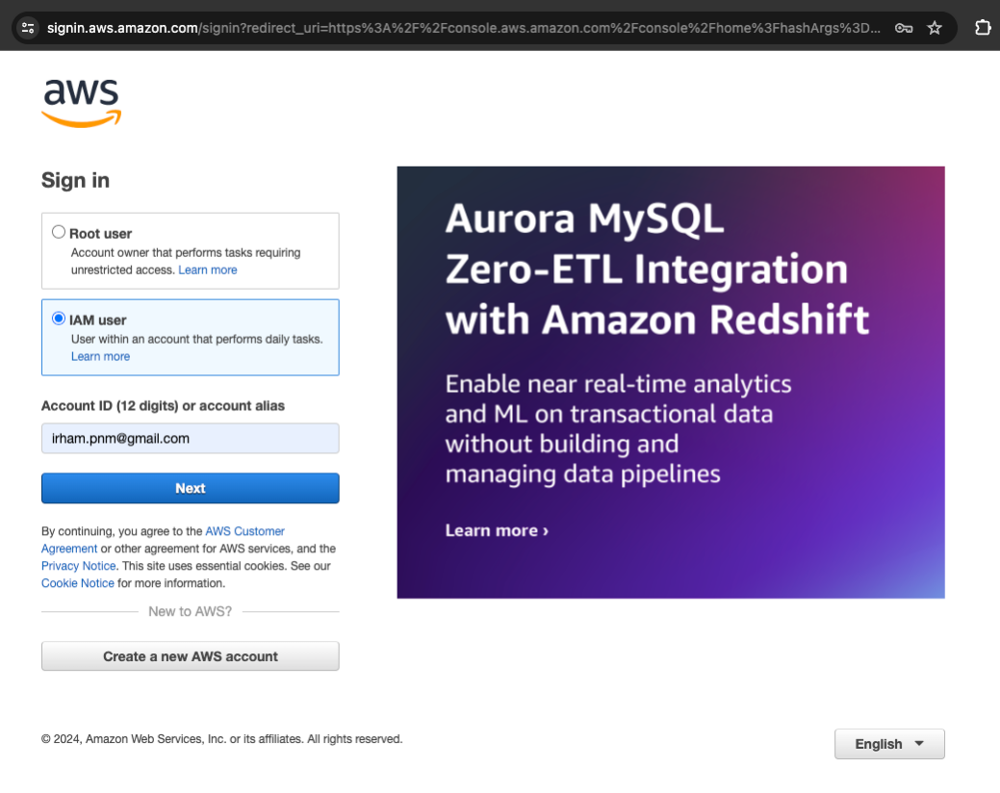 signin.aws.amazon.com/signin?redirect_uri=https%3A%2F%2Fconsole.aws.amazon.com%2Fconsole%2Fhome%3FhashArgs%3D...
aws
Sign in
Root user
Account owner that performs tasks requiring
unrestricted access. Learn more
IAM user
User within an account that performs daily tasks.
Learn more
Account ID (12 digits) or account alias
irham.pnm@gmail.com
Next
By continuing, you agree to the AWS Customer
Agreement or other agreement for AWS services, and the
Privacy Notice. This site uses essential cookies. See our
Cookie Notice for more information.
New to AWS?
Create a new AWS account
Aurora MySQL
Zero-ETL Integration
with Amazon Redshift
Enable near real-time analytics
and ML on transactional data
without building and
managing data pipelines
Learn more ›
© 2024, Amazon Web Services, Inc. or its affiliates. All rights reserved.
English